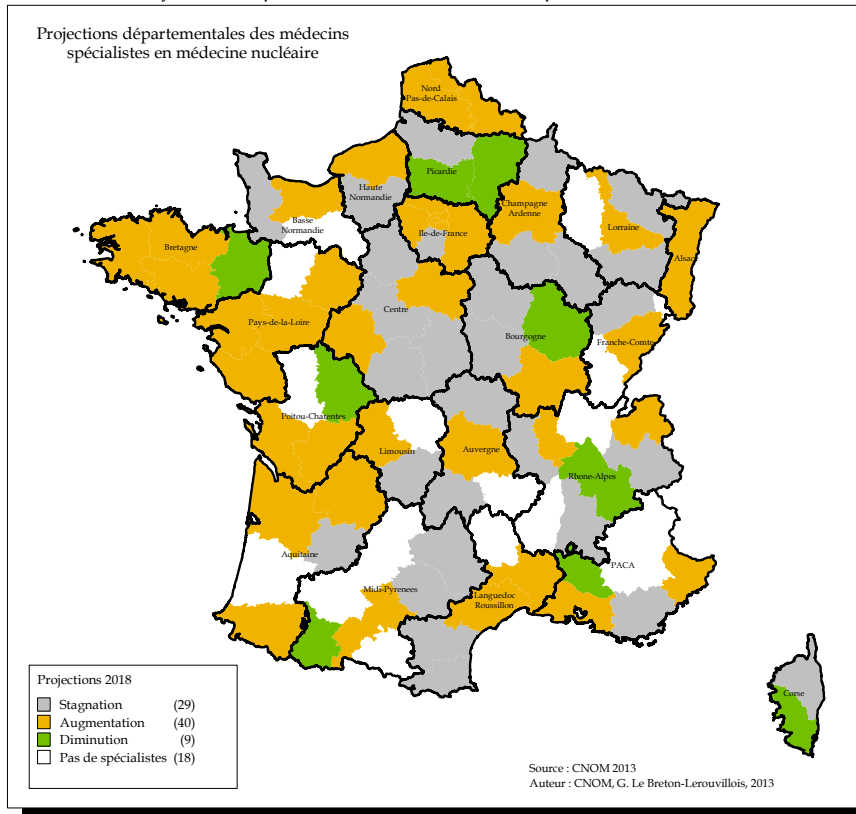 Projections départementales des médecins
spécialistes en médecine nucléaire
Nord
Pas-de-Calais
Picardie
Haute
Normandie
Basse
Normandie
Champagne
Ardenne
Lorraine
Ile-de-France
Alsac
Bretagne
Centre
Pays-de-la-Loire
Bourgogne
Franche-Comte
Poitou-Charentes
Limousin
Auvergne
Rhone-Alpes
Aquitaine
PACA
Midi-Pyrenees
Languedoc
Roussillon
Corse
Projections 2018
Stagnation (29)
Augmentation (40)
Diminution (9)
Pas de spécialistes (18)
Source : CNOM 2013
Auteur : CNOM, G. Le Breton-Lerouvillois, 2013